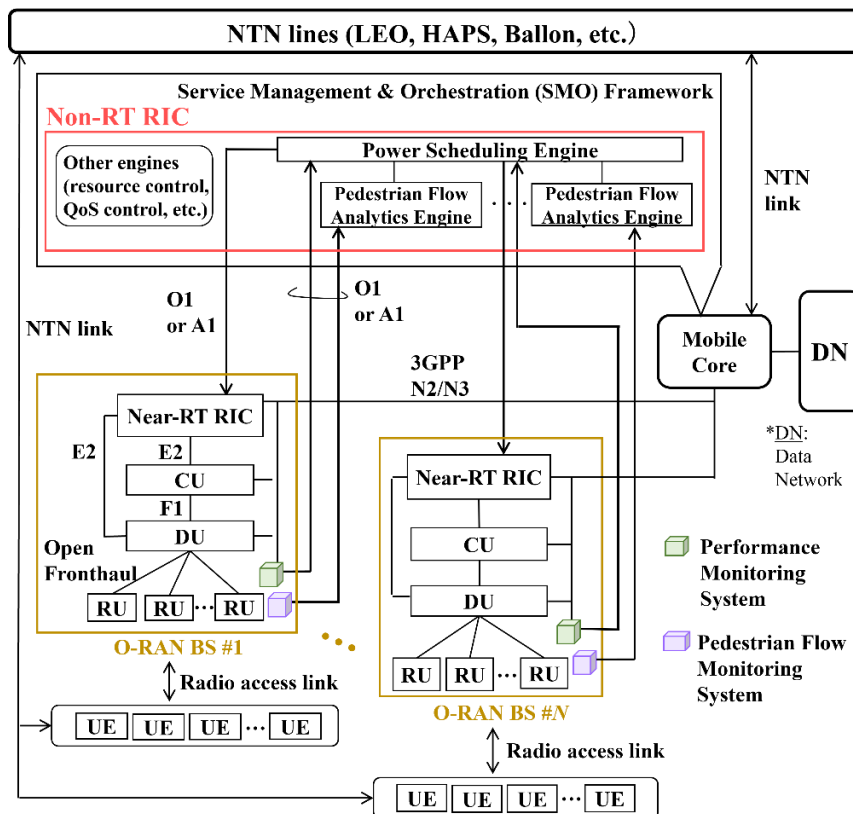 NTN lines (LEO, HAPS, Ballon, etc.)
Service Management & Orchestration (SMO) Framework
Non-RT RIC
Other engines
(resource control,
QoS control, etc.)
Power Scheduling Engine
Pedestrian Flow
Analytics Engine
....
Pedestrian Flow
Analytics Engine
NTN
link
NTN link
O1
or A1
O1
or A1
3GPP
N2/N3
Mobile
Core
DN
*DN:
Data
Network
Near-RT RIC
E2
E2
CU
F1
DU
Open
Fronthaul
RU
RU
...
RU
O-RAN BS #1
Near-RT RIC
CU
DU
RU
RU
...
RU
O-RAN BS #N
Performance
Monitoring
System
Pedestrian Flow
Monitoring
System
Radio access link
UE
UE
UE
...
UE
Radio access link
UE
UE
UE
...
UE